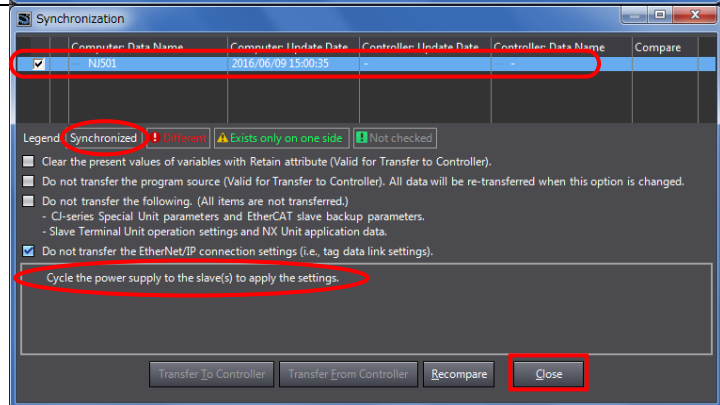 Synchronization
Computer: Data Name Computer: Update Date Controller: Update Date Controller: Data Name Compare
NJ501 2016/06/09 15:00:35 - -
Legend: Synchronized ! Different Exists only on one side ! Not checked
Clear the present values of variables with Retain attribute (Valid for Transfer to Controller).
Do not transfer the program source (Valid for Transfer to Controller). All data will be re-transferred when this option is changed.
Do not transfer the following. (All items are not transferred.)
- CJ-series Special Unit parameters and EtherCAT slave backup parameters.
- Slave Terminal Unit operation settings and NX Unit application data.
Do not transfer the EtherNet/IP connection settings (i.e., tag data link settings).
Cycle the power supply to the slave(s) to apply the settings.
Transfer To Controller Transfer From Controller Recompare Close